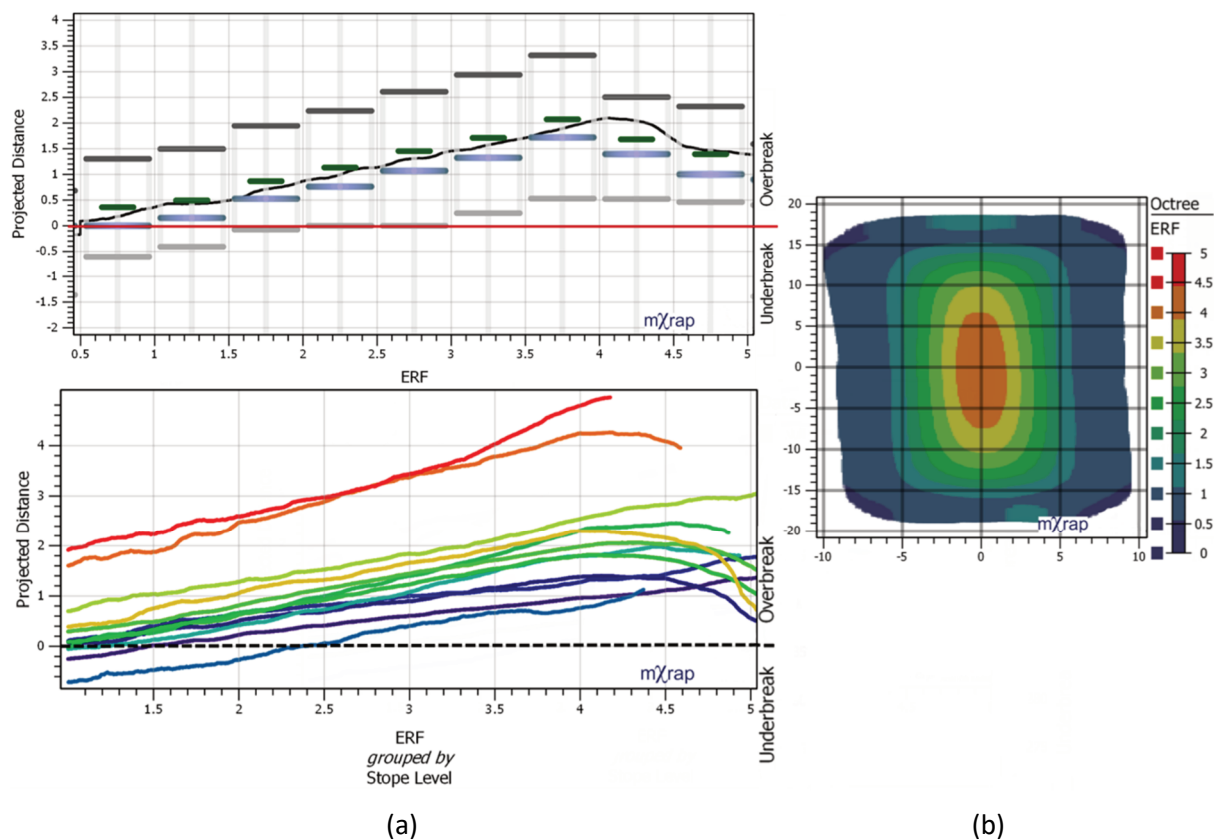 4
3.5
3
2.5
2
1.5
1
0.5
0
-0.5
-1
-1.5
-2
Projected Distance
Overbreak
Underbreak
mχrap
0.5 1 1.5 2 2.5 3 3.5 4 4.5 5
ERF
4
3
2
1
0
Projected Distance
Overbreak
Underbreak
mχrap
1.5 2 2.5 3 3.5 4 4.5 5
ERF
grouped by
Stope Level
(a)
20
15
10
5
0
-5
-10
-15
-20
mχrap
-10 -5 0 5 10
Octree
ERF
5
4.5
4
3.5
3
2.5
2
1.5
1
0.5
0
(b)